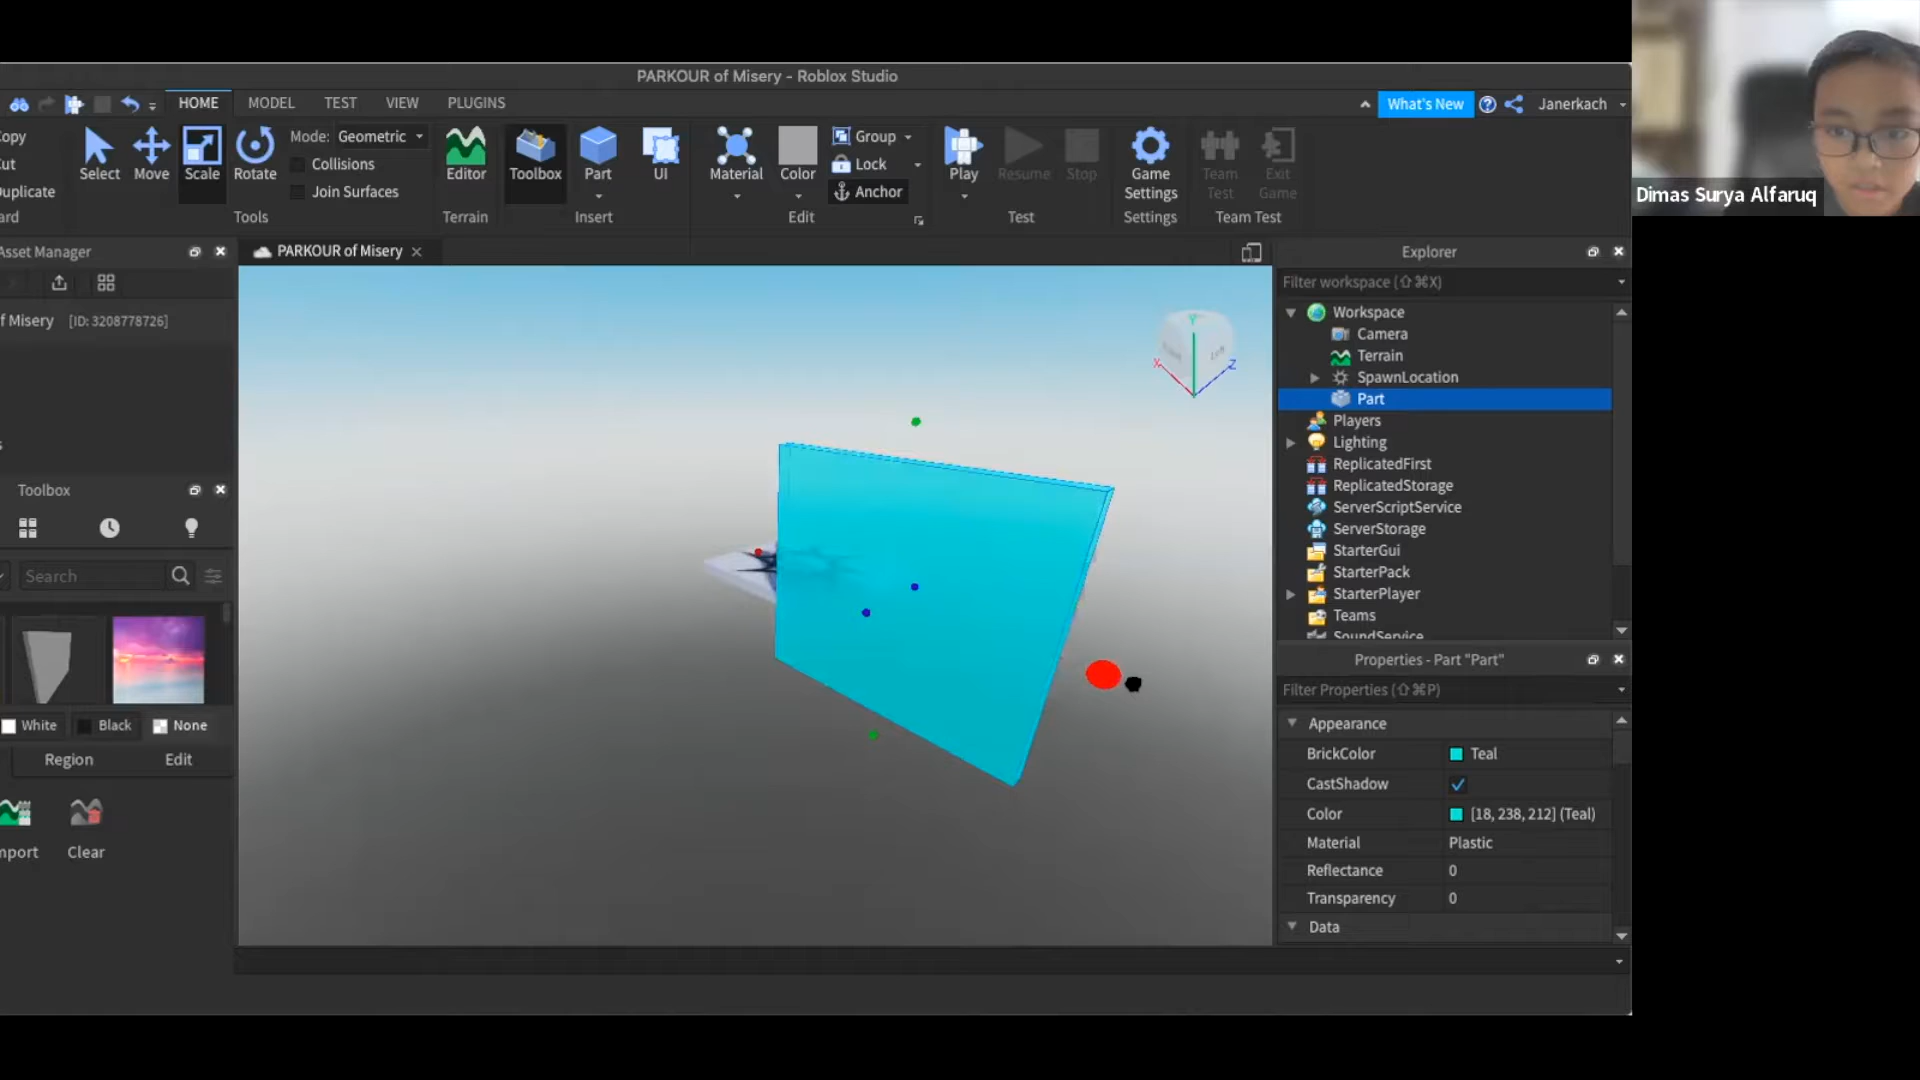 PARKOUR of Misery - Roblox Studio
HOME MODEL TEST VIEW PLUGINS
What's New
Janerkach
opy
ut
uplicate
ard
Select
Move
Scale
Rotate
Mode: Geometric
Collisions
Join Surfaces
Tools
Editor
Terrain
Toolbox
Part
UI
Insert
Material
Color
Group
Lock
Anchor
Edit
Play
Resume
Stop
Test
Game Settings
Settings
Team Test
Exit Game
Team Test
Dimas Surya Alfaruq
Asset Manager
PARKOUR of Misery
f Misery [ID: 3208778726]
s
Toolbox
Search
White Black None
Region Edit
mport Clear
Y
X
Z
Left
Explorer
Filter workspace (⇧⌘X)
Workspace
Camera
Terrain
SpawnLocation
Part
Players
Lighting
ReplicatedFirst
ReplicatedStorage
ServerScriptService
ServerStorage
StarterGui
StarterPack
StarterPlayer
Teams
SoundService
Properties - Part "Part"
Filter Properties (⇧⌘P)
Appearance
BrickColor Teal
CastShadow
Color [18, 238, 212] (Teal)
Material Plastic
Reflectance 0
Transparency 0
Data